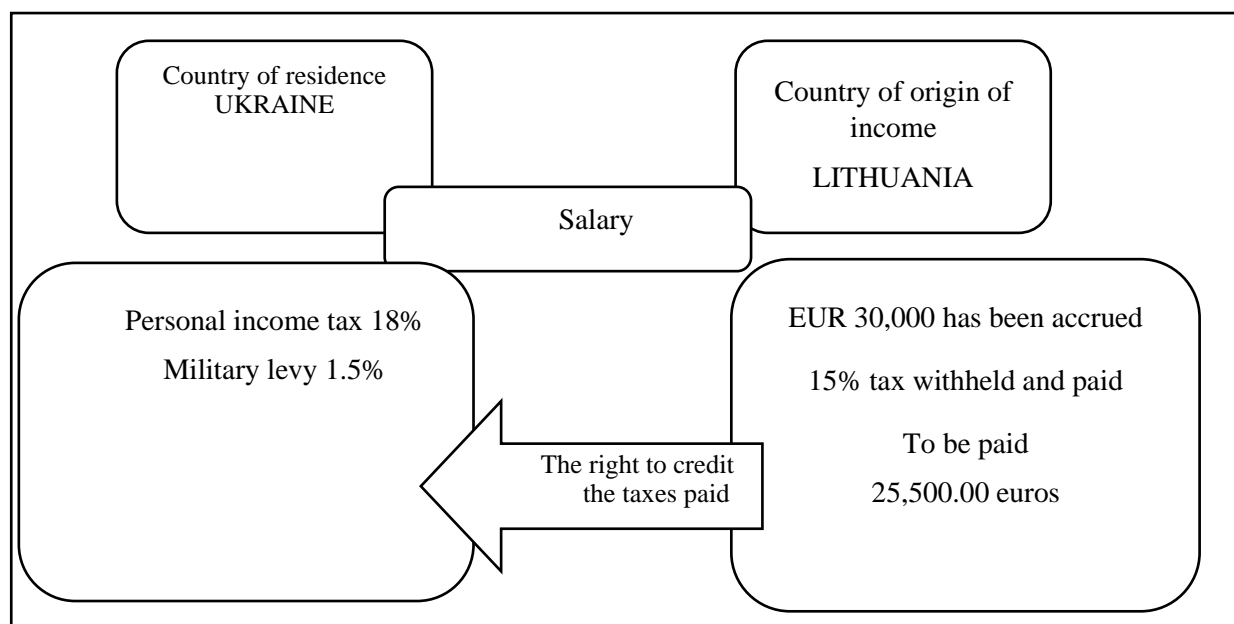 Country of residence
UKRAINE
Country of origin of
income
LITHUANIA
Salary
Personal income tax 18%
Military levy 1.5%
EUR 30,000 has been accrued
15% tax withheld and paid
To be paid
25,500.00 euros
The right to credit
the taxes paid